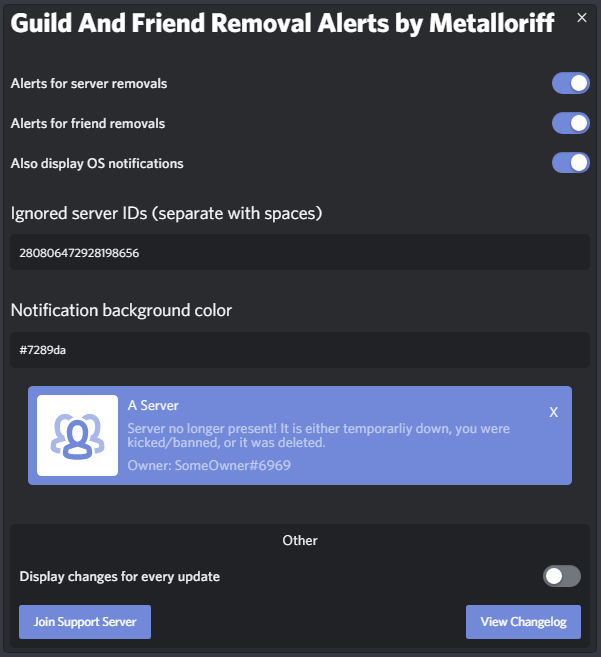 Guild And Friend Removal Alerts by Metalloriff
Alerts for server removals
Alerts for friend removals
Also display OS notifications
Ignored server IDs (separate with spaces)
280806472928198656
Notification background color
#7289da
A Server
X
Server no longer present! It is either temporarliy down, you were
kicked/banned, or it was deleted.
Owner: SomeOwner#6969
Other
Display changes for every update
Join Support Server
View Changelog